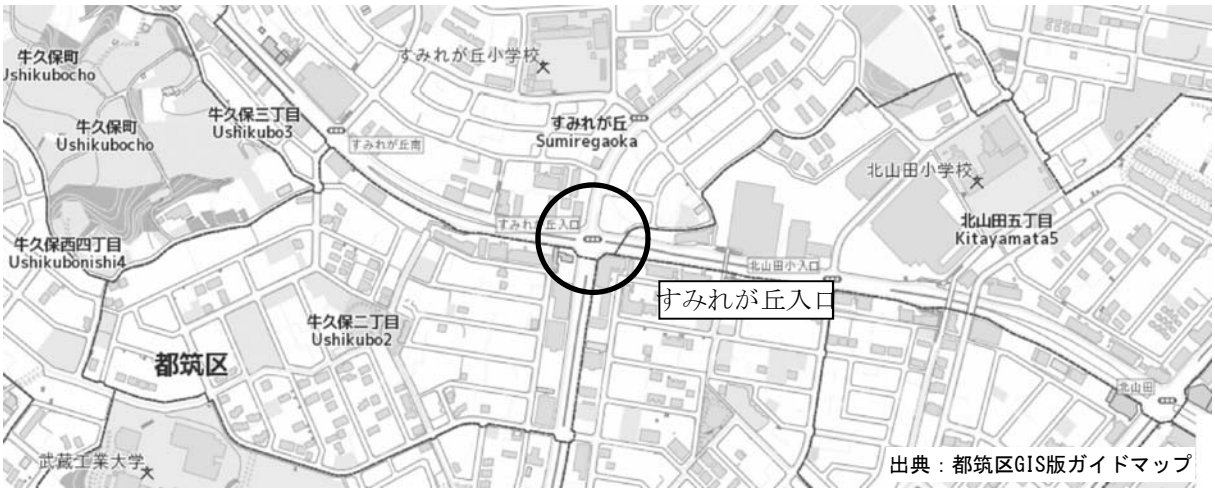 牛久保町
Ushikubocho
すみれが丘小学校
牛久保三丁目
Ushikubo3
牛久保町
Ushikubocho
すみれが丘
Sumiregaoka
すみれが丘南
北山田小学校
北山田五丁目
Kitayamata5
すみれが丘入口
牛久保西四丁目
Ushikubonishi4
北山田小入口
すみれが丘入口
牛久保二丁目
Ushikubo2
都筑区
北山田
武蔵工業大学
出典：都筑区GIS版ガイドマップ